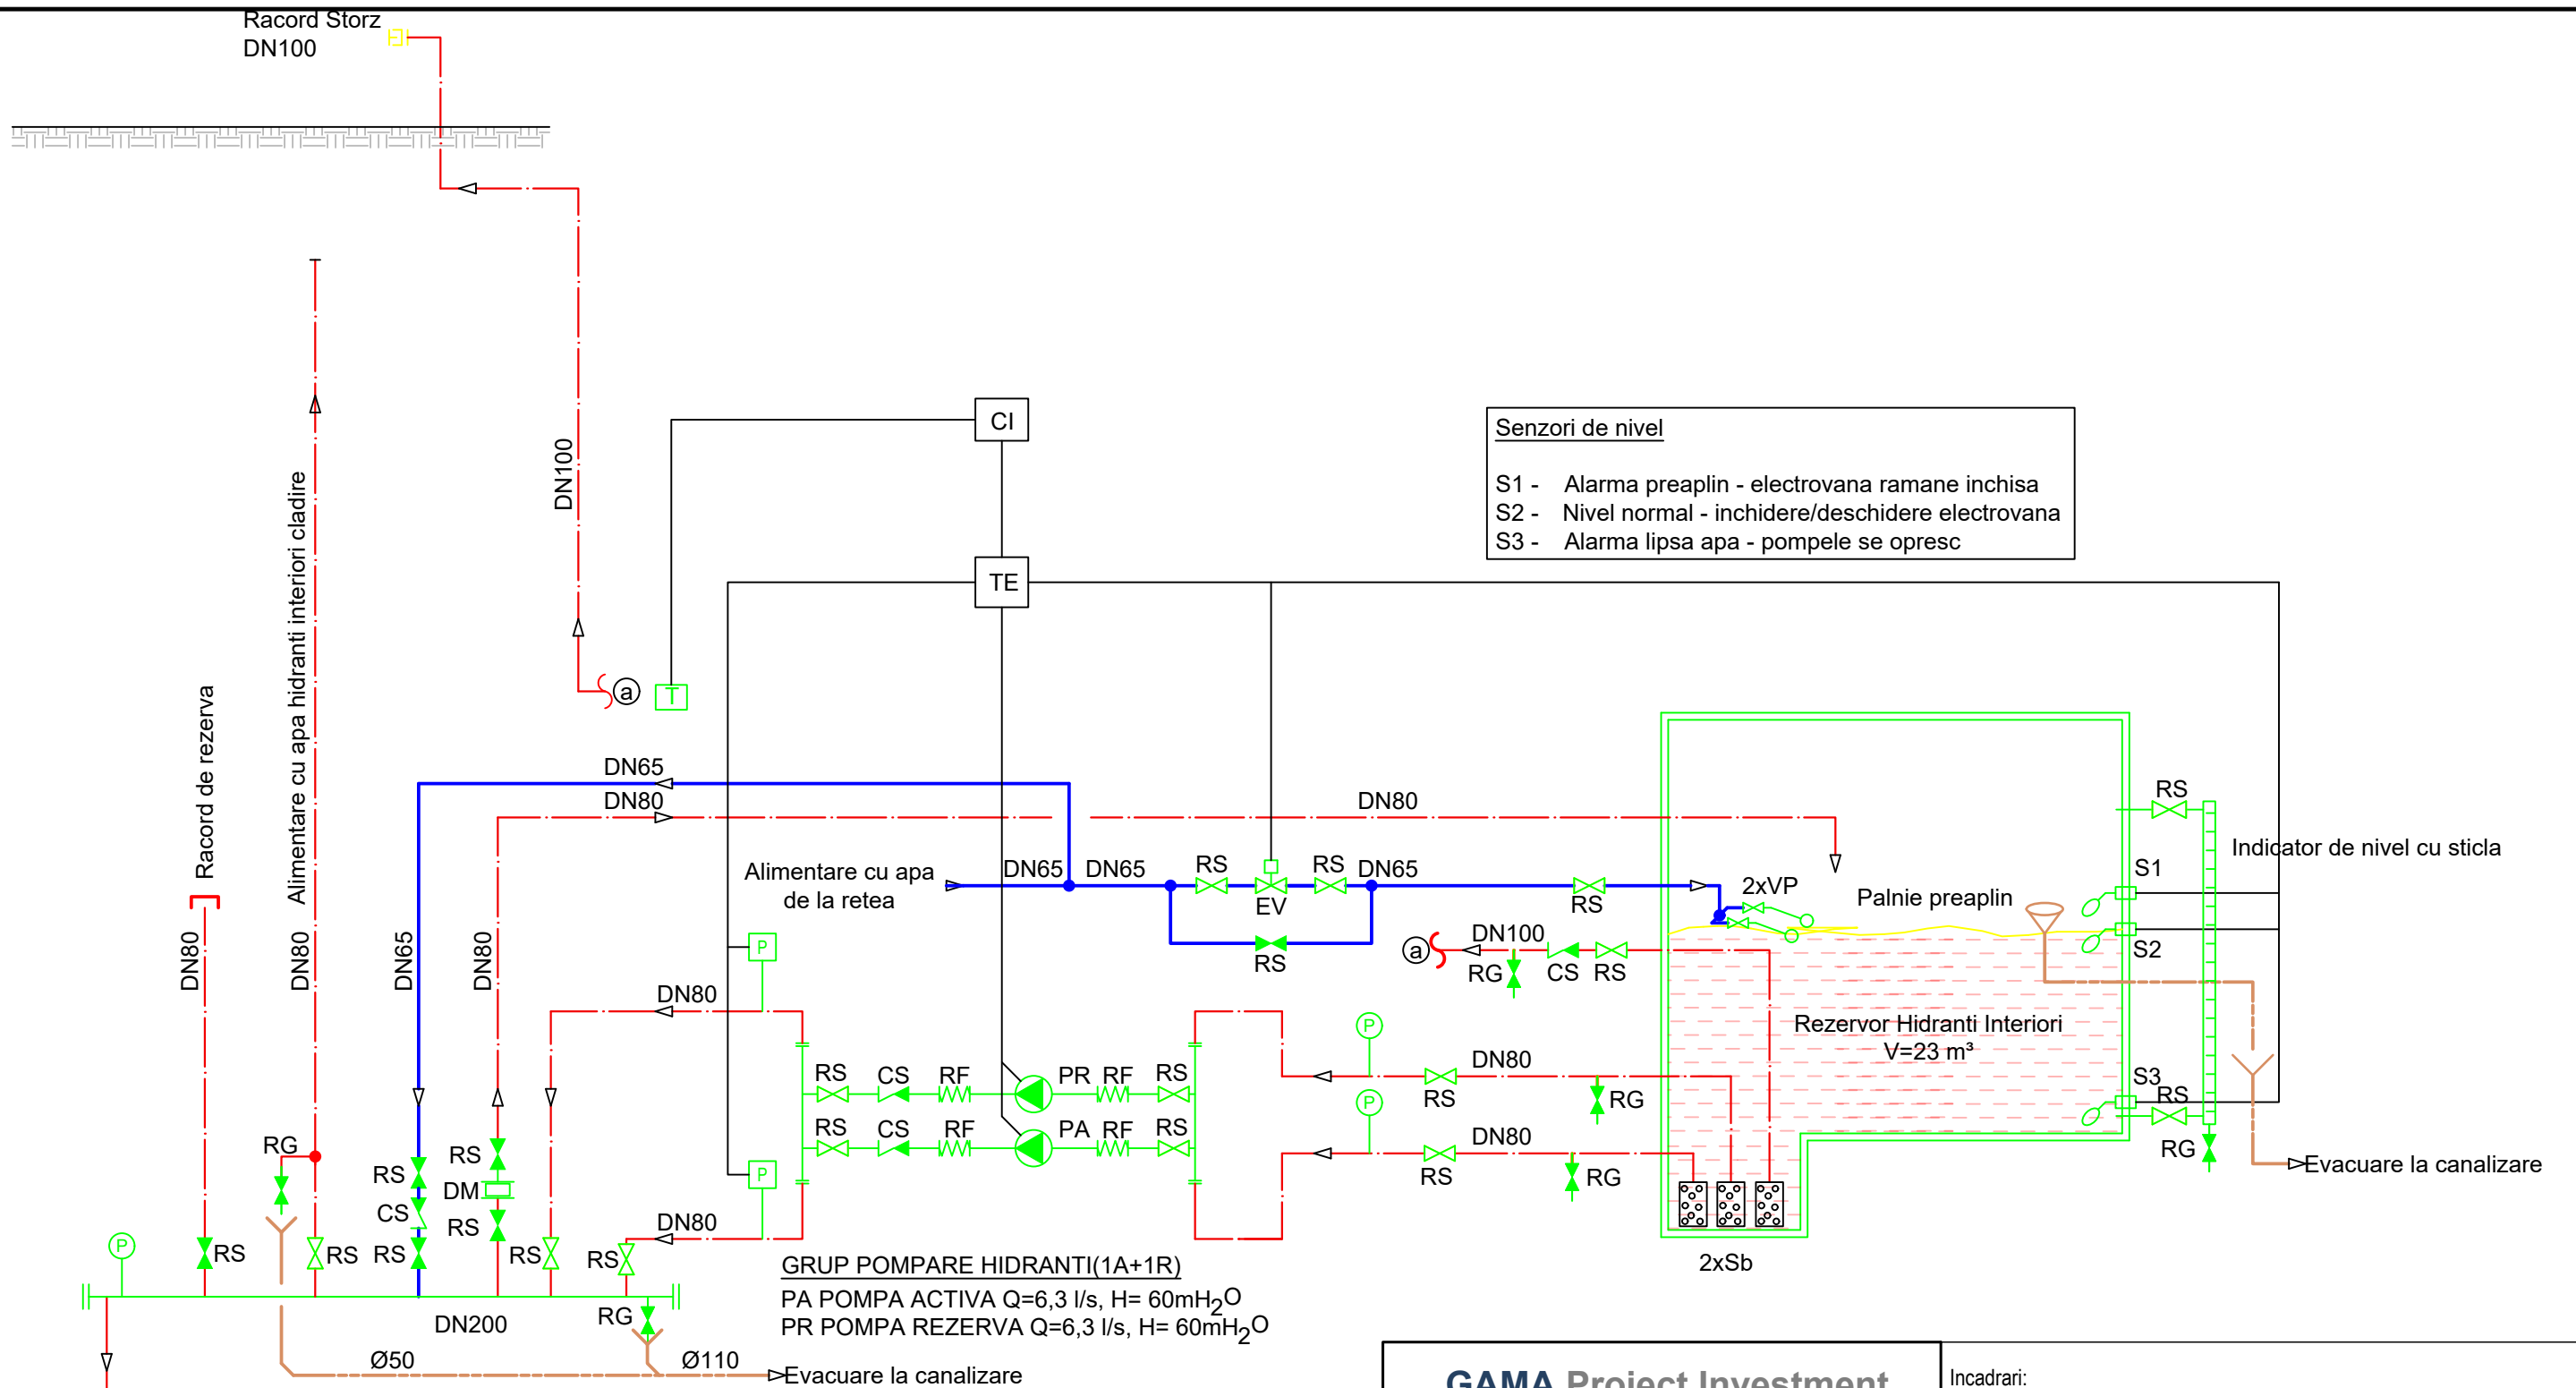 Racord Storz
DN100
DN100
Alimentare cu apa hidranti interiori cladire
Racord de rezerva
CI
TE
T
a
Senzori de nivel
S1 - Alarma preaplin - electrovana ramane inchisa
S2 - Nivel normal - inchidere/deschidere electrovana
S3 - Alarma lipsa apa - pompele se opresc
DN65
DN80
DN80
Alimentare cu apa
de la retea
DN65 DN65
RS
RS
DN65
EV
RS
RS
2xVP
Palnie preaplin
RS
S1
Indicator de nivel cu sticla
S2
DN100
a
RG CS RS
DN80
DN80
DN65
DN80
P
DN80
Rezervor Hidranti Interiori
V=23 m³
P
DN80
RS CS RF PR RF RS
RS
RG
S3
RS
P
RS CS RF PA RF RS
DN80
RS
RG
RG
Evacuare la canalizare
RG
RS
RS
DM
CS
RS
P
RS
RS
RS
RS
RS
P
DN80
2xSb
GRUP POMPARE HIDRANTI(1A+1R)
PA POMPA ACTIVA Q=6,3 l/s, H= 60mH2O
PR POMPA REZERVA Q=6,3 l/s, H= 60mH2O
DN200
RG
Ø50
Ø110
Evacuare la canalizare
GAMA Project Investment
Incadrari: